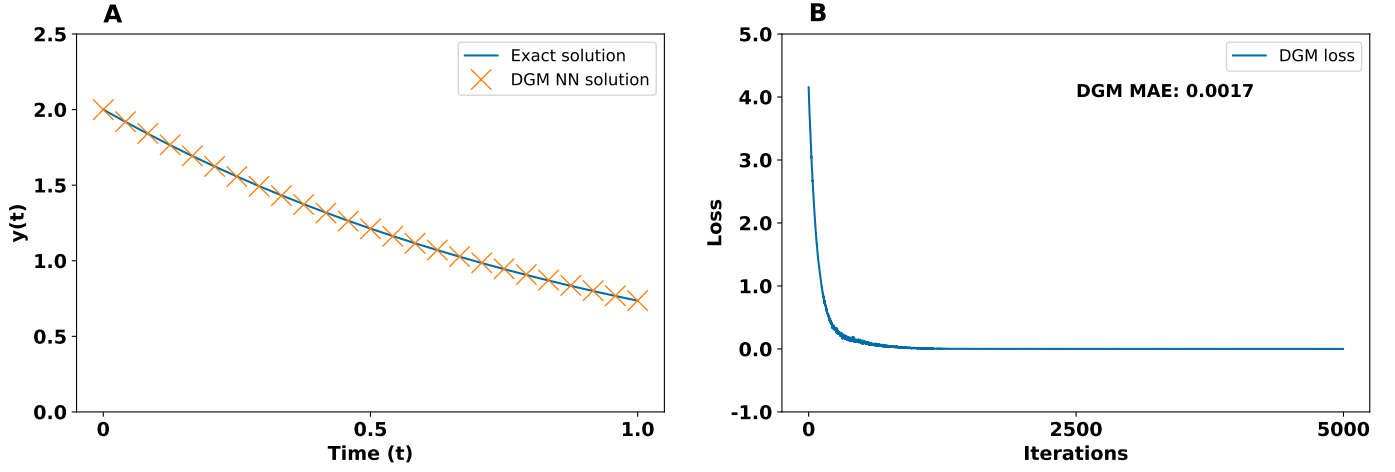 A
2.5
2.0
1.5
1.0
0.5
0.0
y(t)
Exact solution
DGM NN solution
0
0.5
1.0
Time (t)
B
5.0
4.0
3.0
2.0
1.0
0.0
-1.0
Loss
DGM loss
DGM MAE: 0.0017
0
2500
5000
Iterations